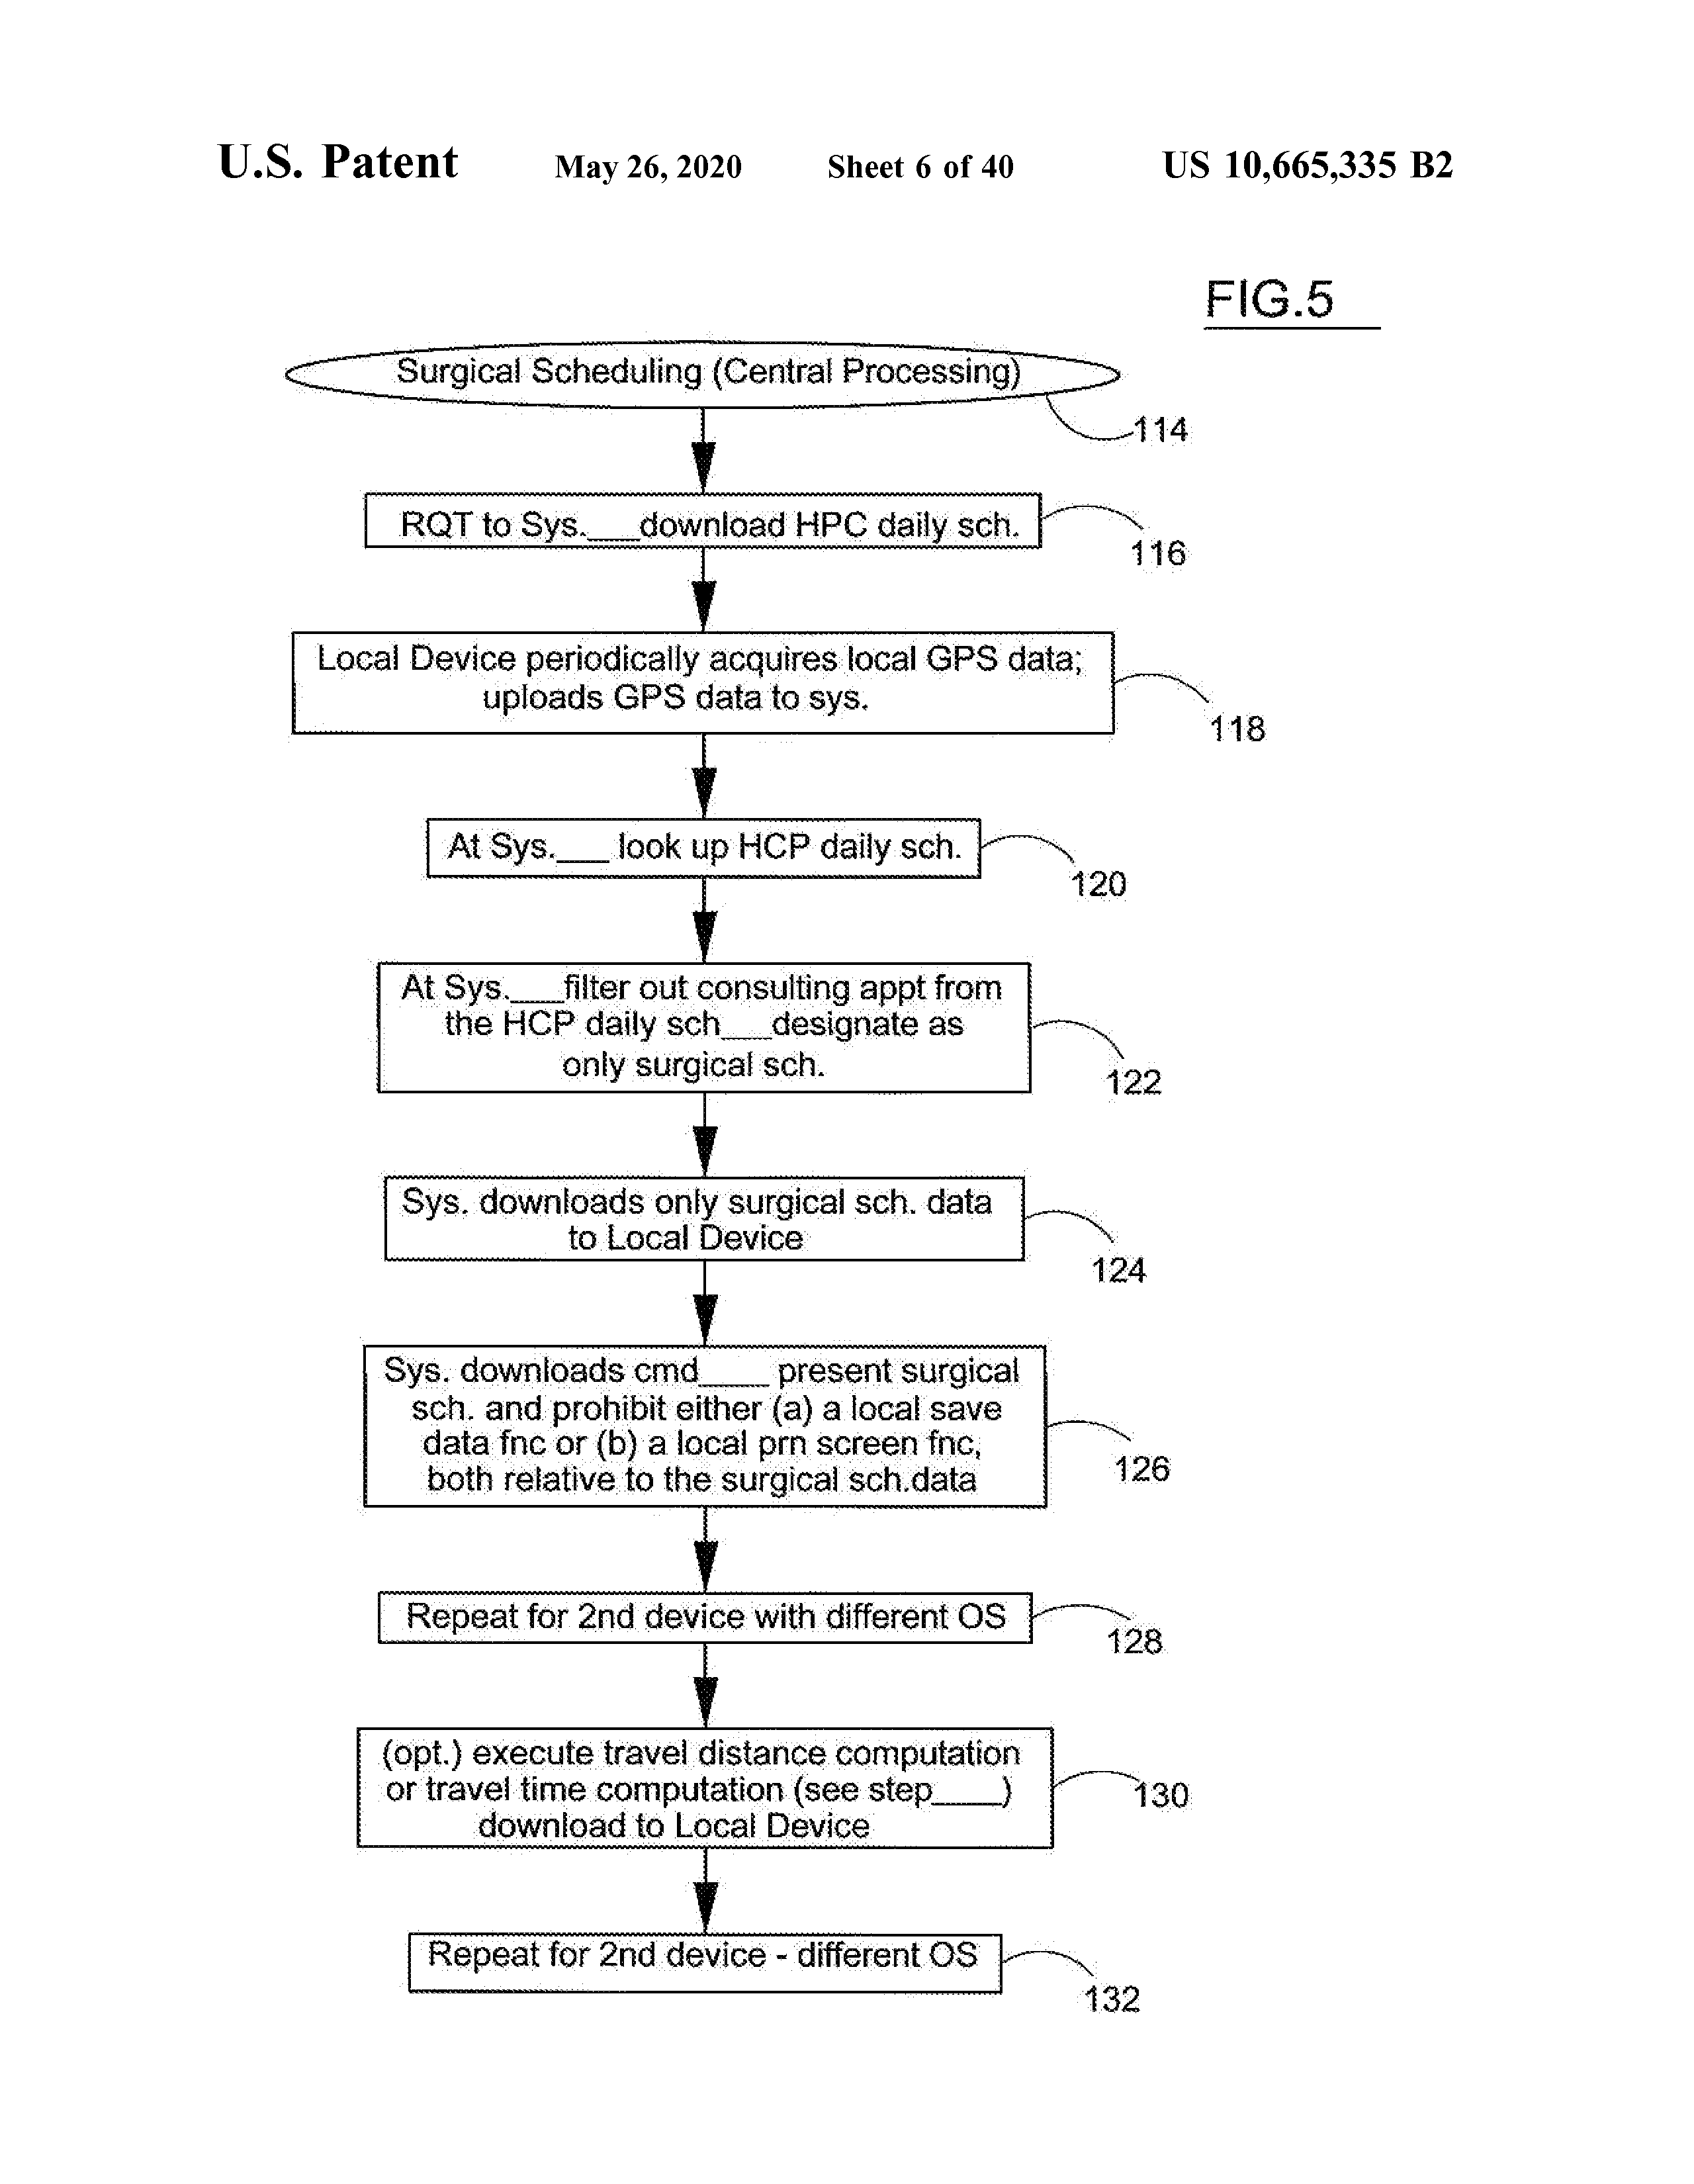 U.S. Patent May 26, 2020 Sheet 6 of 40 US 10,665,335 B2
FIG.5
Surgical Scheduling (Central Processing)
114
RQT to Sys.___download HPC daily sch.
116
Local Device periodically acquires local GPS data;
uploads GPS data to sys.
118
At Sys.___ look up HCP daily sch.
120
At Sys.___filter out consulting appt from
the HCP daily sch___designate as
only surgical sch.
122
Sys. downloads only surgical sch. data
to Local Device
124
Sys. downloads cmd____ present surgical
sch. and prohibit either (a) a local save
data fnc or (b) a local prn screen fnc,
both relative to the surgical sch.data
126
Repeat for 2nd device with different OS
128
(opt.) execute travel distance computation
or travel time computation (see step____)
download to Local Device
130
Repeat for 2nd device - different OS
132